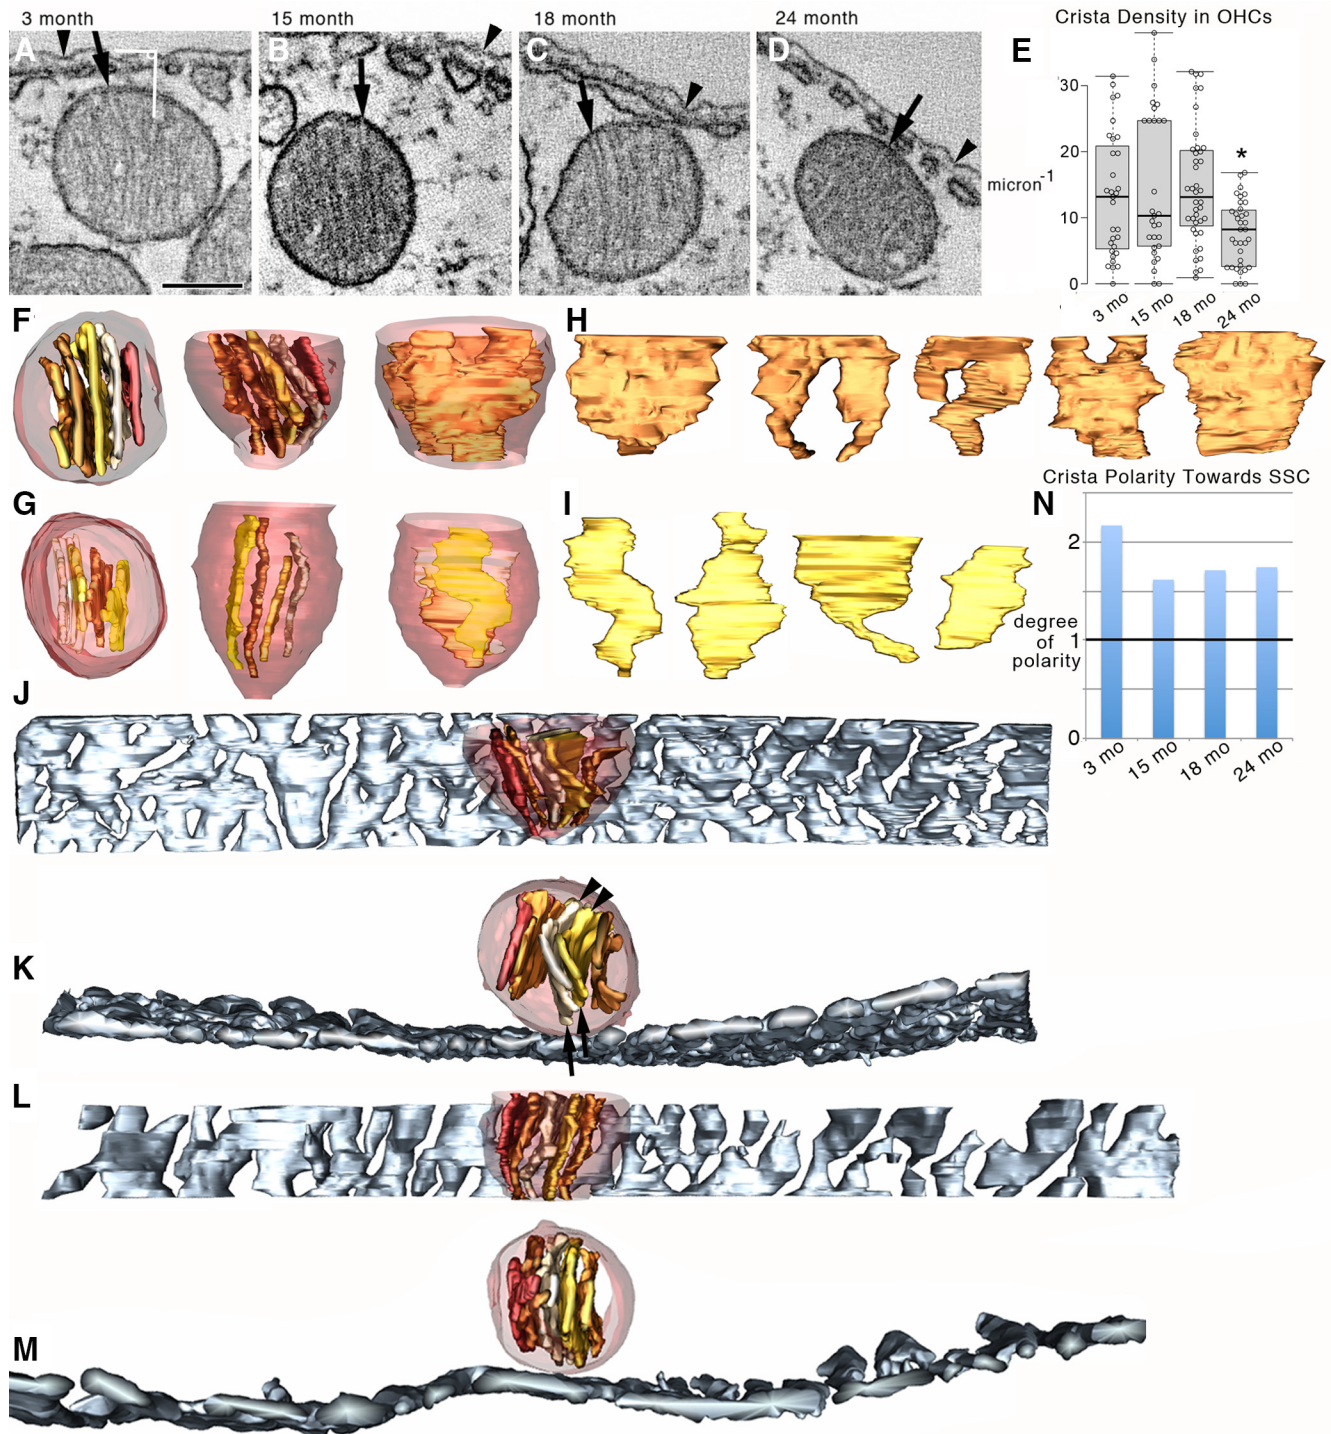 3 month
15 month
18 month
24 month
A
B
C
D
Crista Density in OHCs
E
30
20
10
0
micron-1
*
3 mo
15 mo
18 mo
24 mo
F
H
G
I
Crista Polarity Towards SSC
N
2
1
0
degree
of
polarity
3 mo
15 mo
18 mo
24 mo
J
K
L
M